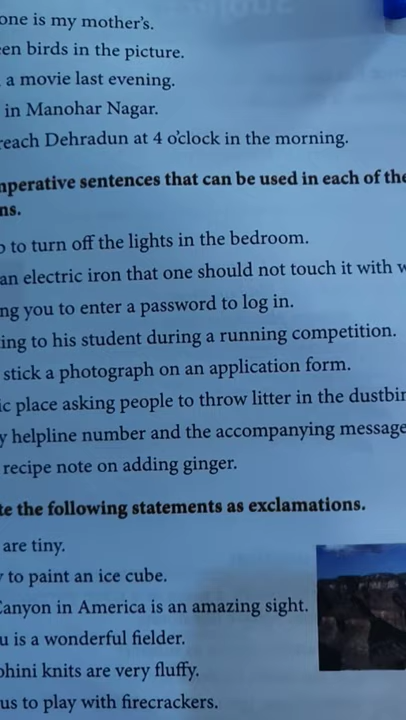 one is my mother's.
een birds in the picture.
a movie last evening.
in Manohar Nagar.
reach Dehradun at 4 o'clock in the morning.
mperative sentences that can be used in each of the
ns.
to turn off the lights in the bedroom.
an electric iron that one should not touch it with w
ng you to enter a password to log in.
ing to his student during a running competition.
stick a photograph on an application form.
ic place asking people to throw litter in the dustbin
y helpline number and the accompanying message
recipe note on adding ginger.
te the following statements as exclamations.
are tiny.
y to paint an ice cube.
Canyon in America is an amazing sight.
u is a wonderful fielder.
ohini knits are very fluffy.
us to play with firecrackers.